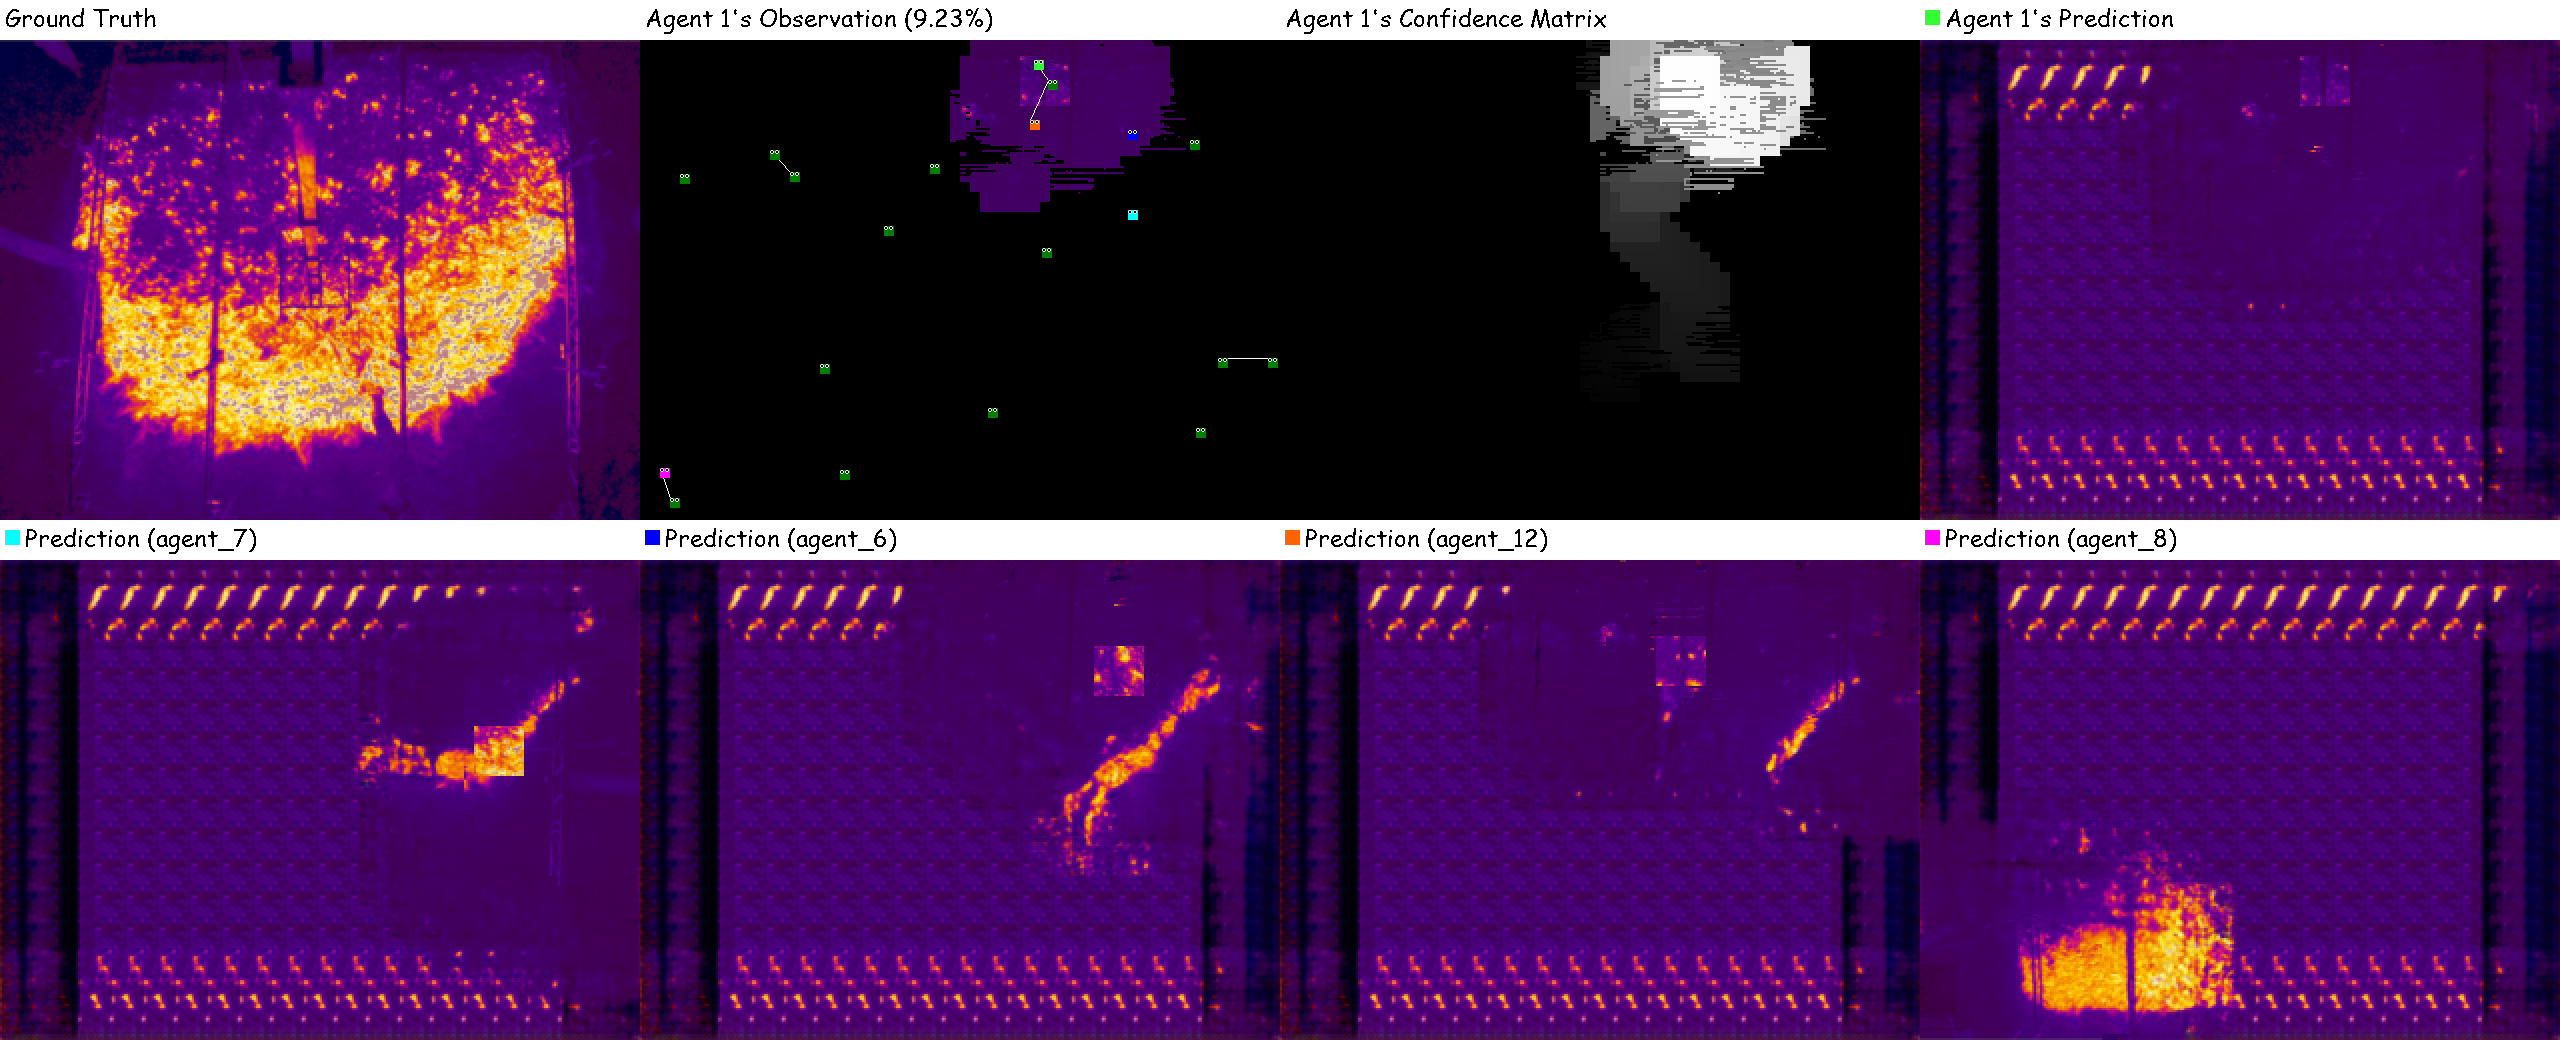 Ground Truth
Agent 1's Observation (9.23%)
Agent 1's Confidence Matrix
Agent 1's Prediction
Prediction (agent_7)
Prediction (agent_6)
Prediction (agent_12)
Prediction (agent_8)